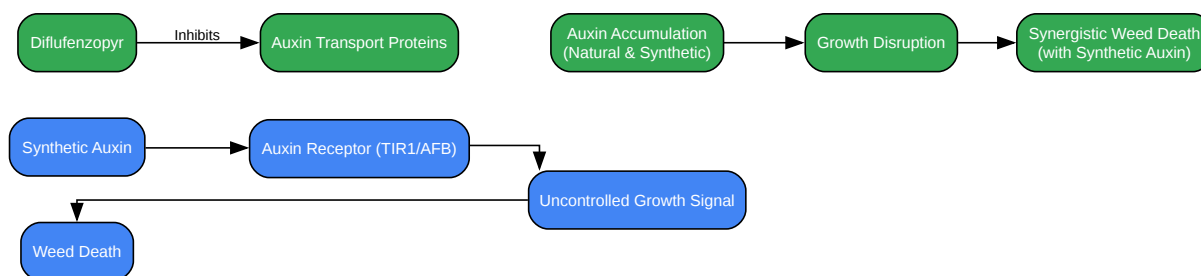 Diflufenzopyr
Inhibits
Auxin Transport Proteins
Auxin Accumulation
(Natural & Synthetic)
Growth Disruption
Synergistic Weed Death
(with Synthetic Auxin)
Synthetic Auxin
Auxin Receptor (TIR1/AFB)
Uncontrolled Growth Signal
Weed Death